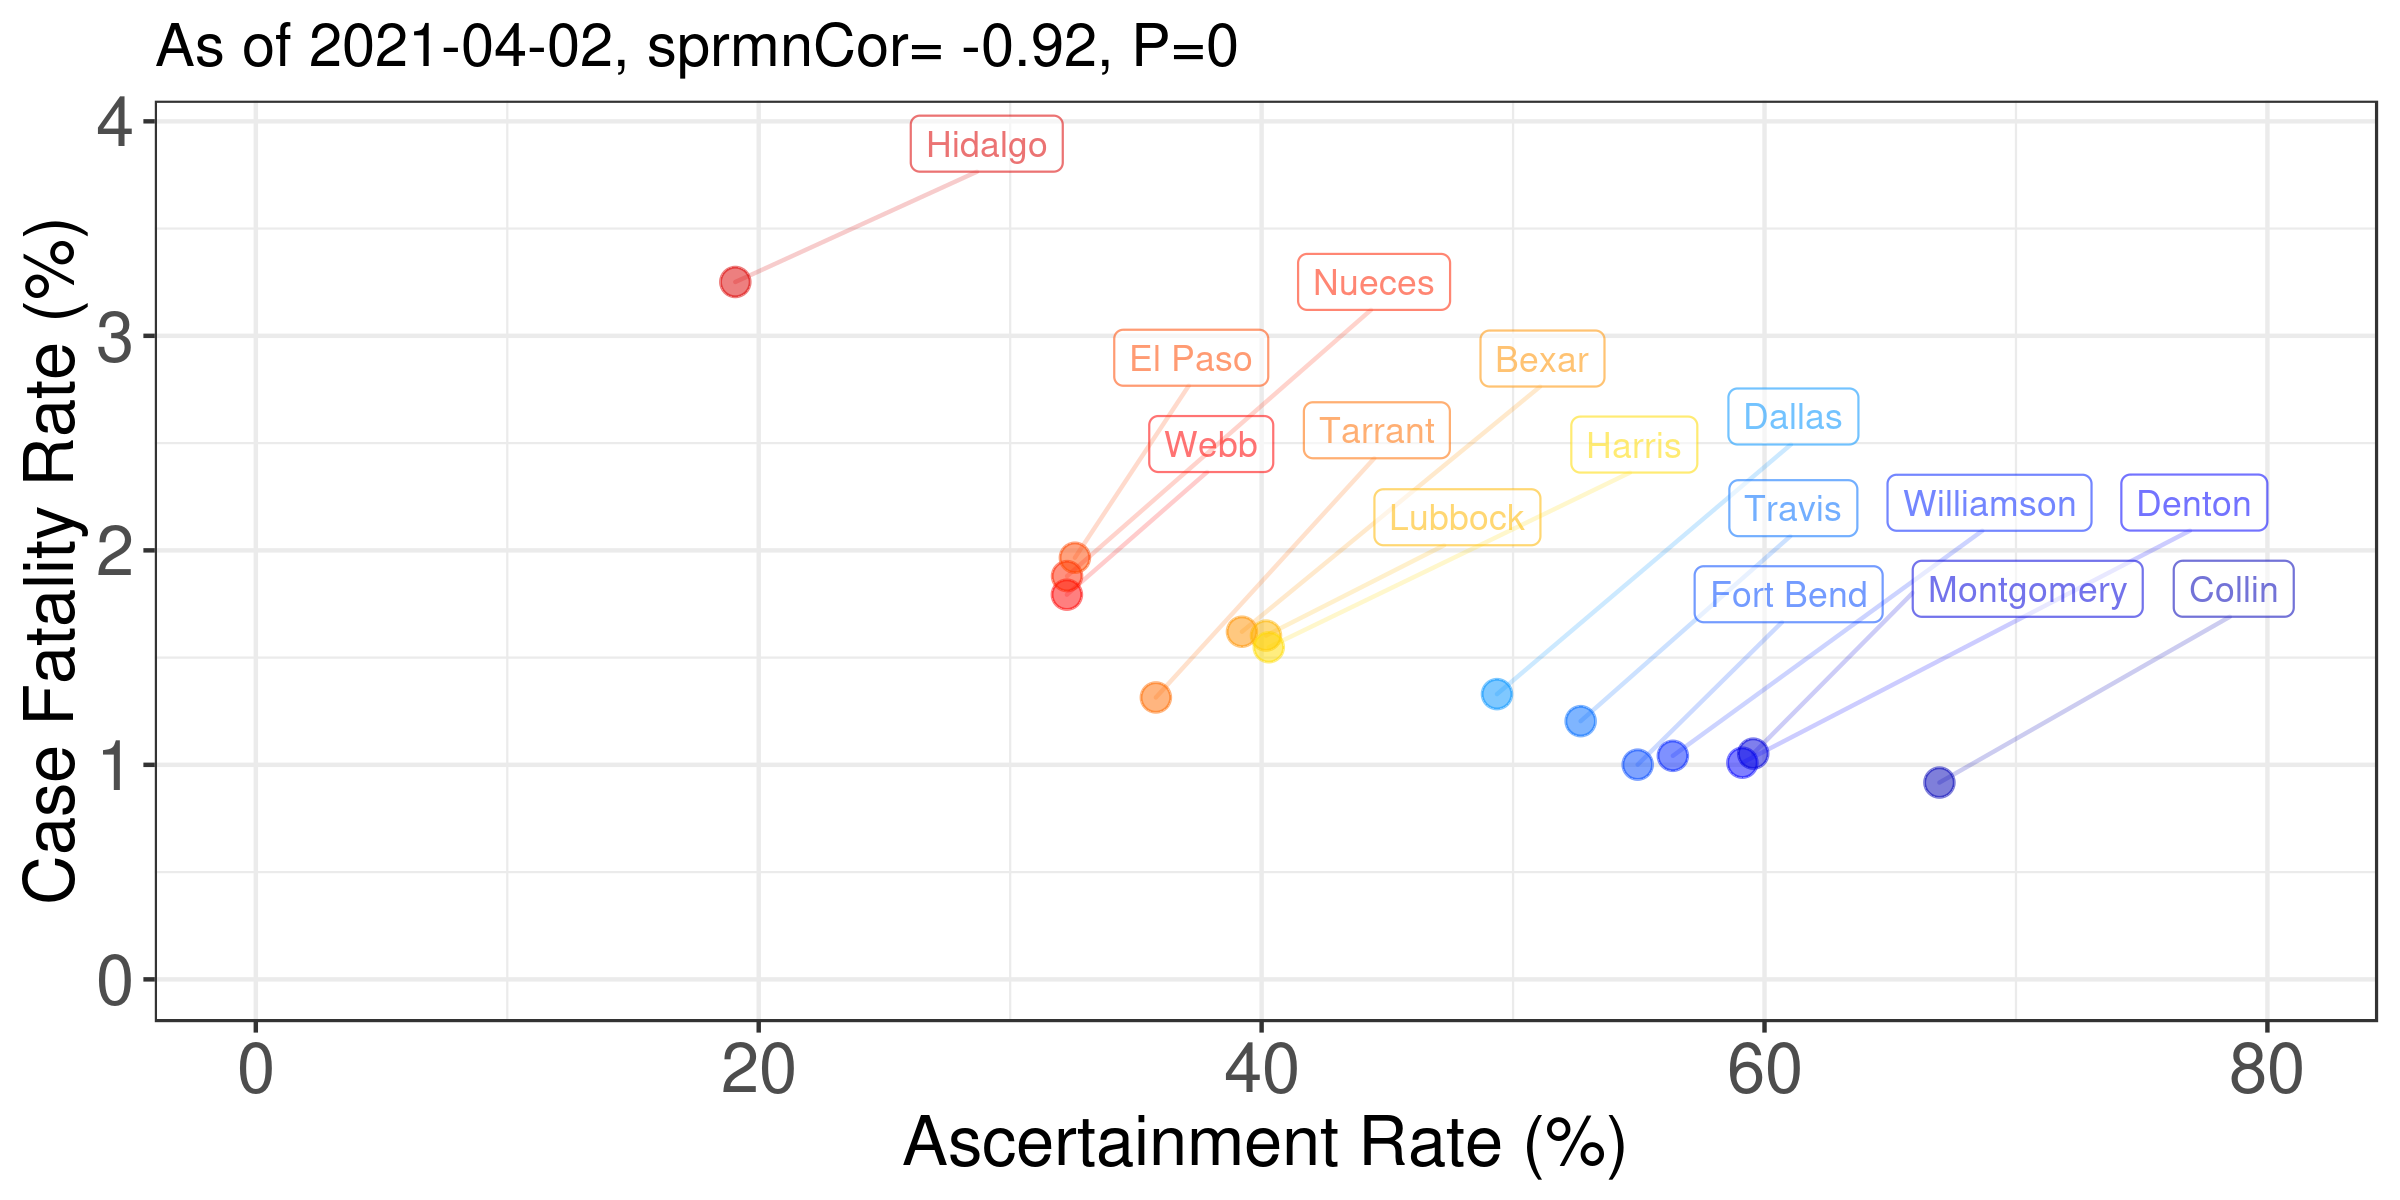 As of 2021-04-02, sprmnCor= -0.92, P=0
Case Fatality Rate (%)
4
3
2
1
0
Hidalgo
Nueces
El Paso
Bexar
Dallas
Tarrant
Webb
Harris
Williamson
Denton
Travis
Lubbock
Montgomery
Collin
Fort Bend
0 20 40 60 80
Ascertainment Rate (%)